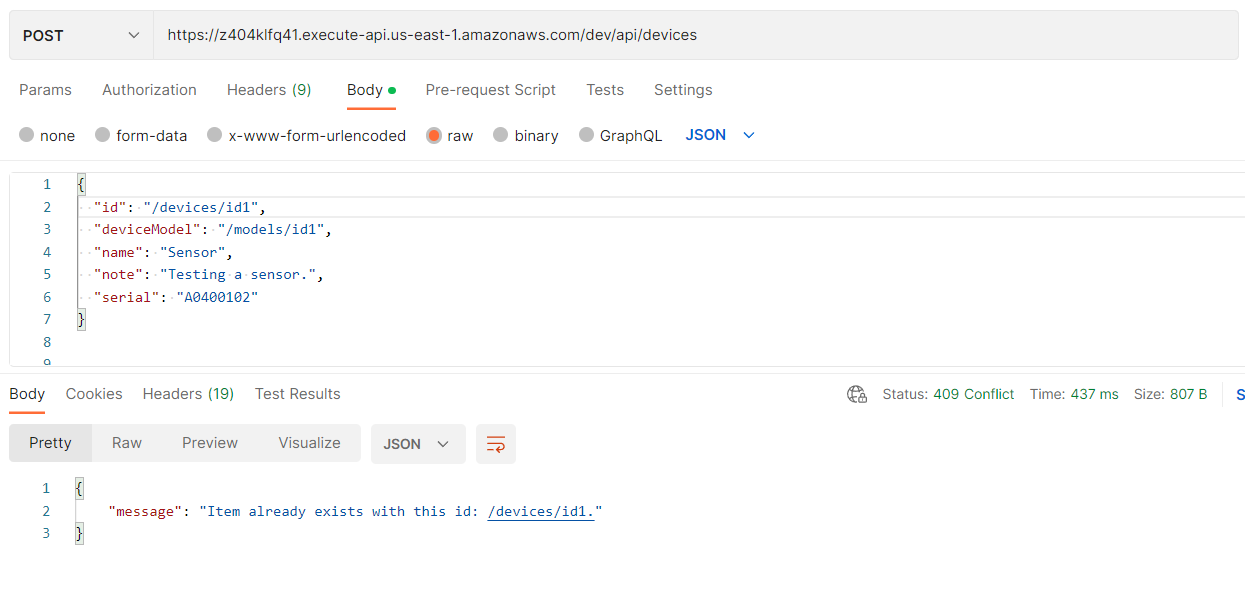 POST https://z404klfq41.execute-api.us-east-1.amazonaws.com/dev/api/devices
Params Authorization Headers (9) Body Pre-request Script Tests Settings
none form-data x-www-form-urlencoded raw binary GraphQL JSON
1 {
2 "id": "/devices/id1",
3 "deviceModel": "/models/id1",
4 "name": "Sensor",
5 "note": "Testing a sensor.",
6 "serial": "A0400102"
7 }
8
9
Body Cookies Headers (19) Test Results Status: 409 Conflict Time: 437 ms Size: 807 B S
Pretty Raw Preview Visualize JSON
1 {
2 "message": "Item already exists with this id: /devices/id1."
3 }